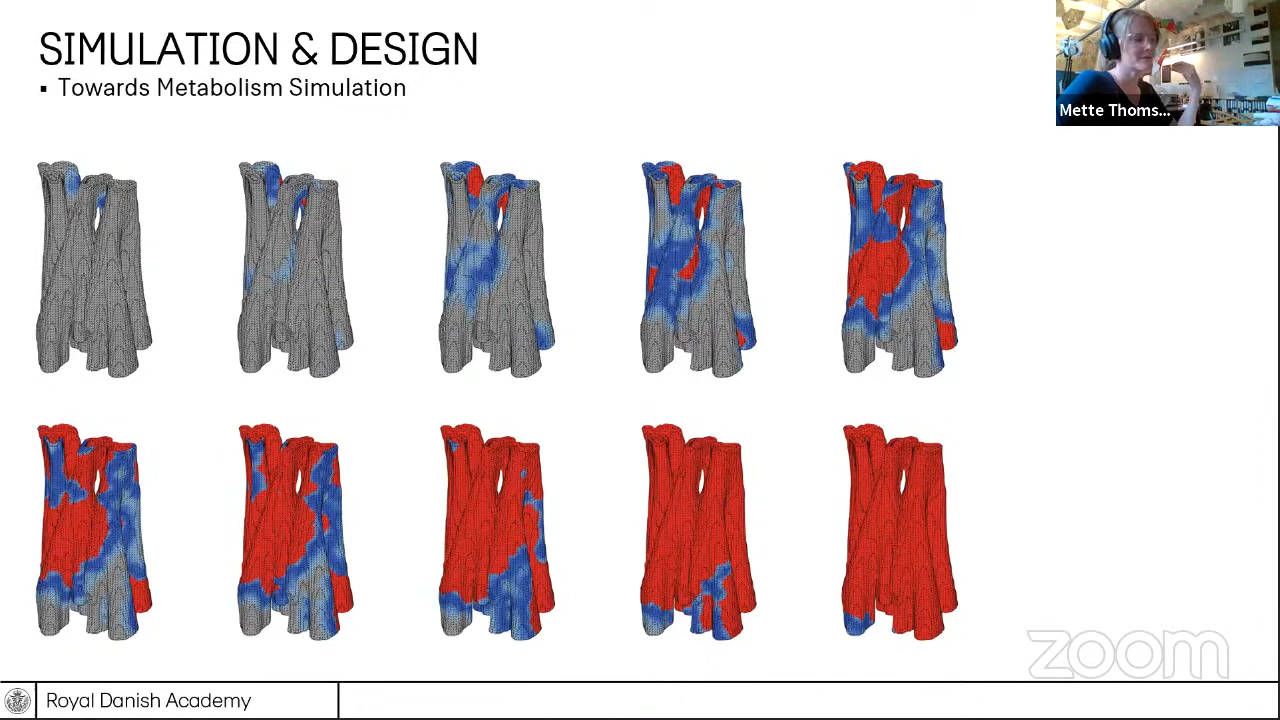 SIMULATION & DESIGN
▪ Towards Metabolism Simulation
Mette Thoms...
zoom
Royal Danish Academy